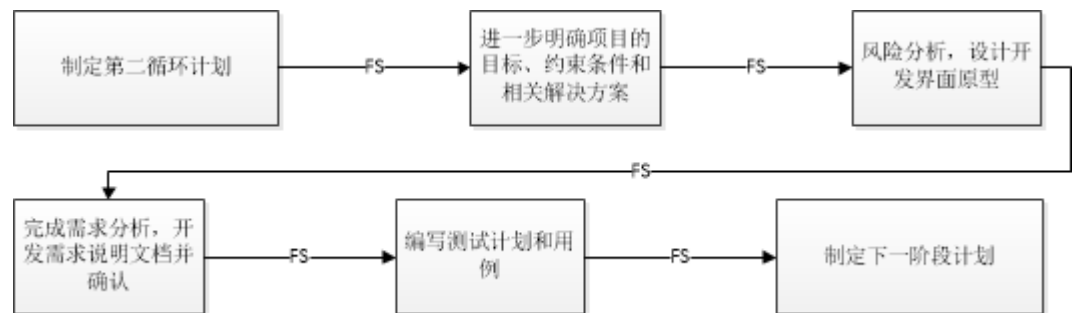 制定第二循环计划
FS
进一步明确项目的
目标、约束条件和
相关解决方案
FS
风险分析，设计开
发界面原型
FS
完成需求分析，开
发需求说明文档并
确认
FS
编写测试计划和用
例
FS
制定下一阶段计划